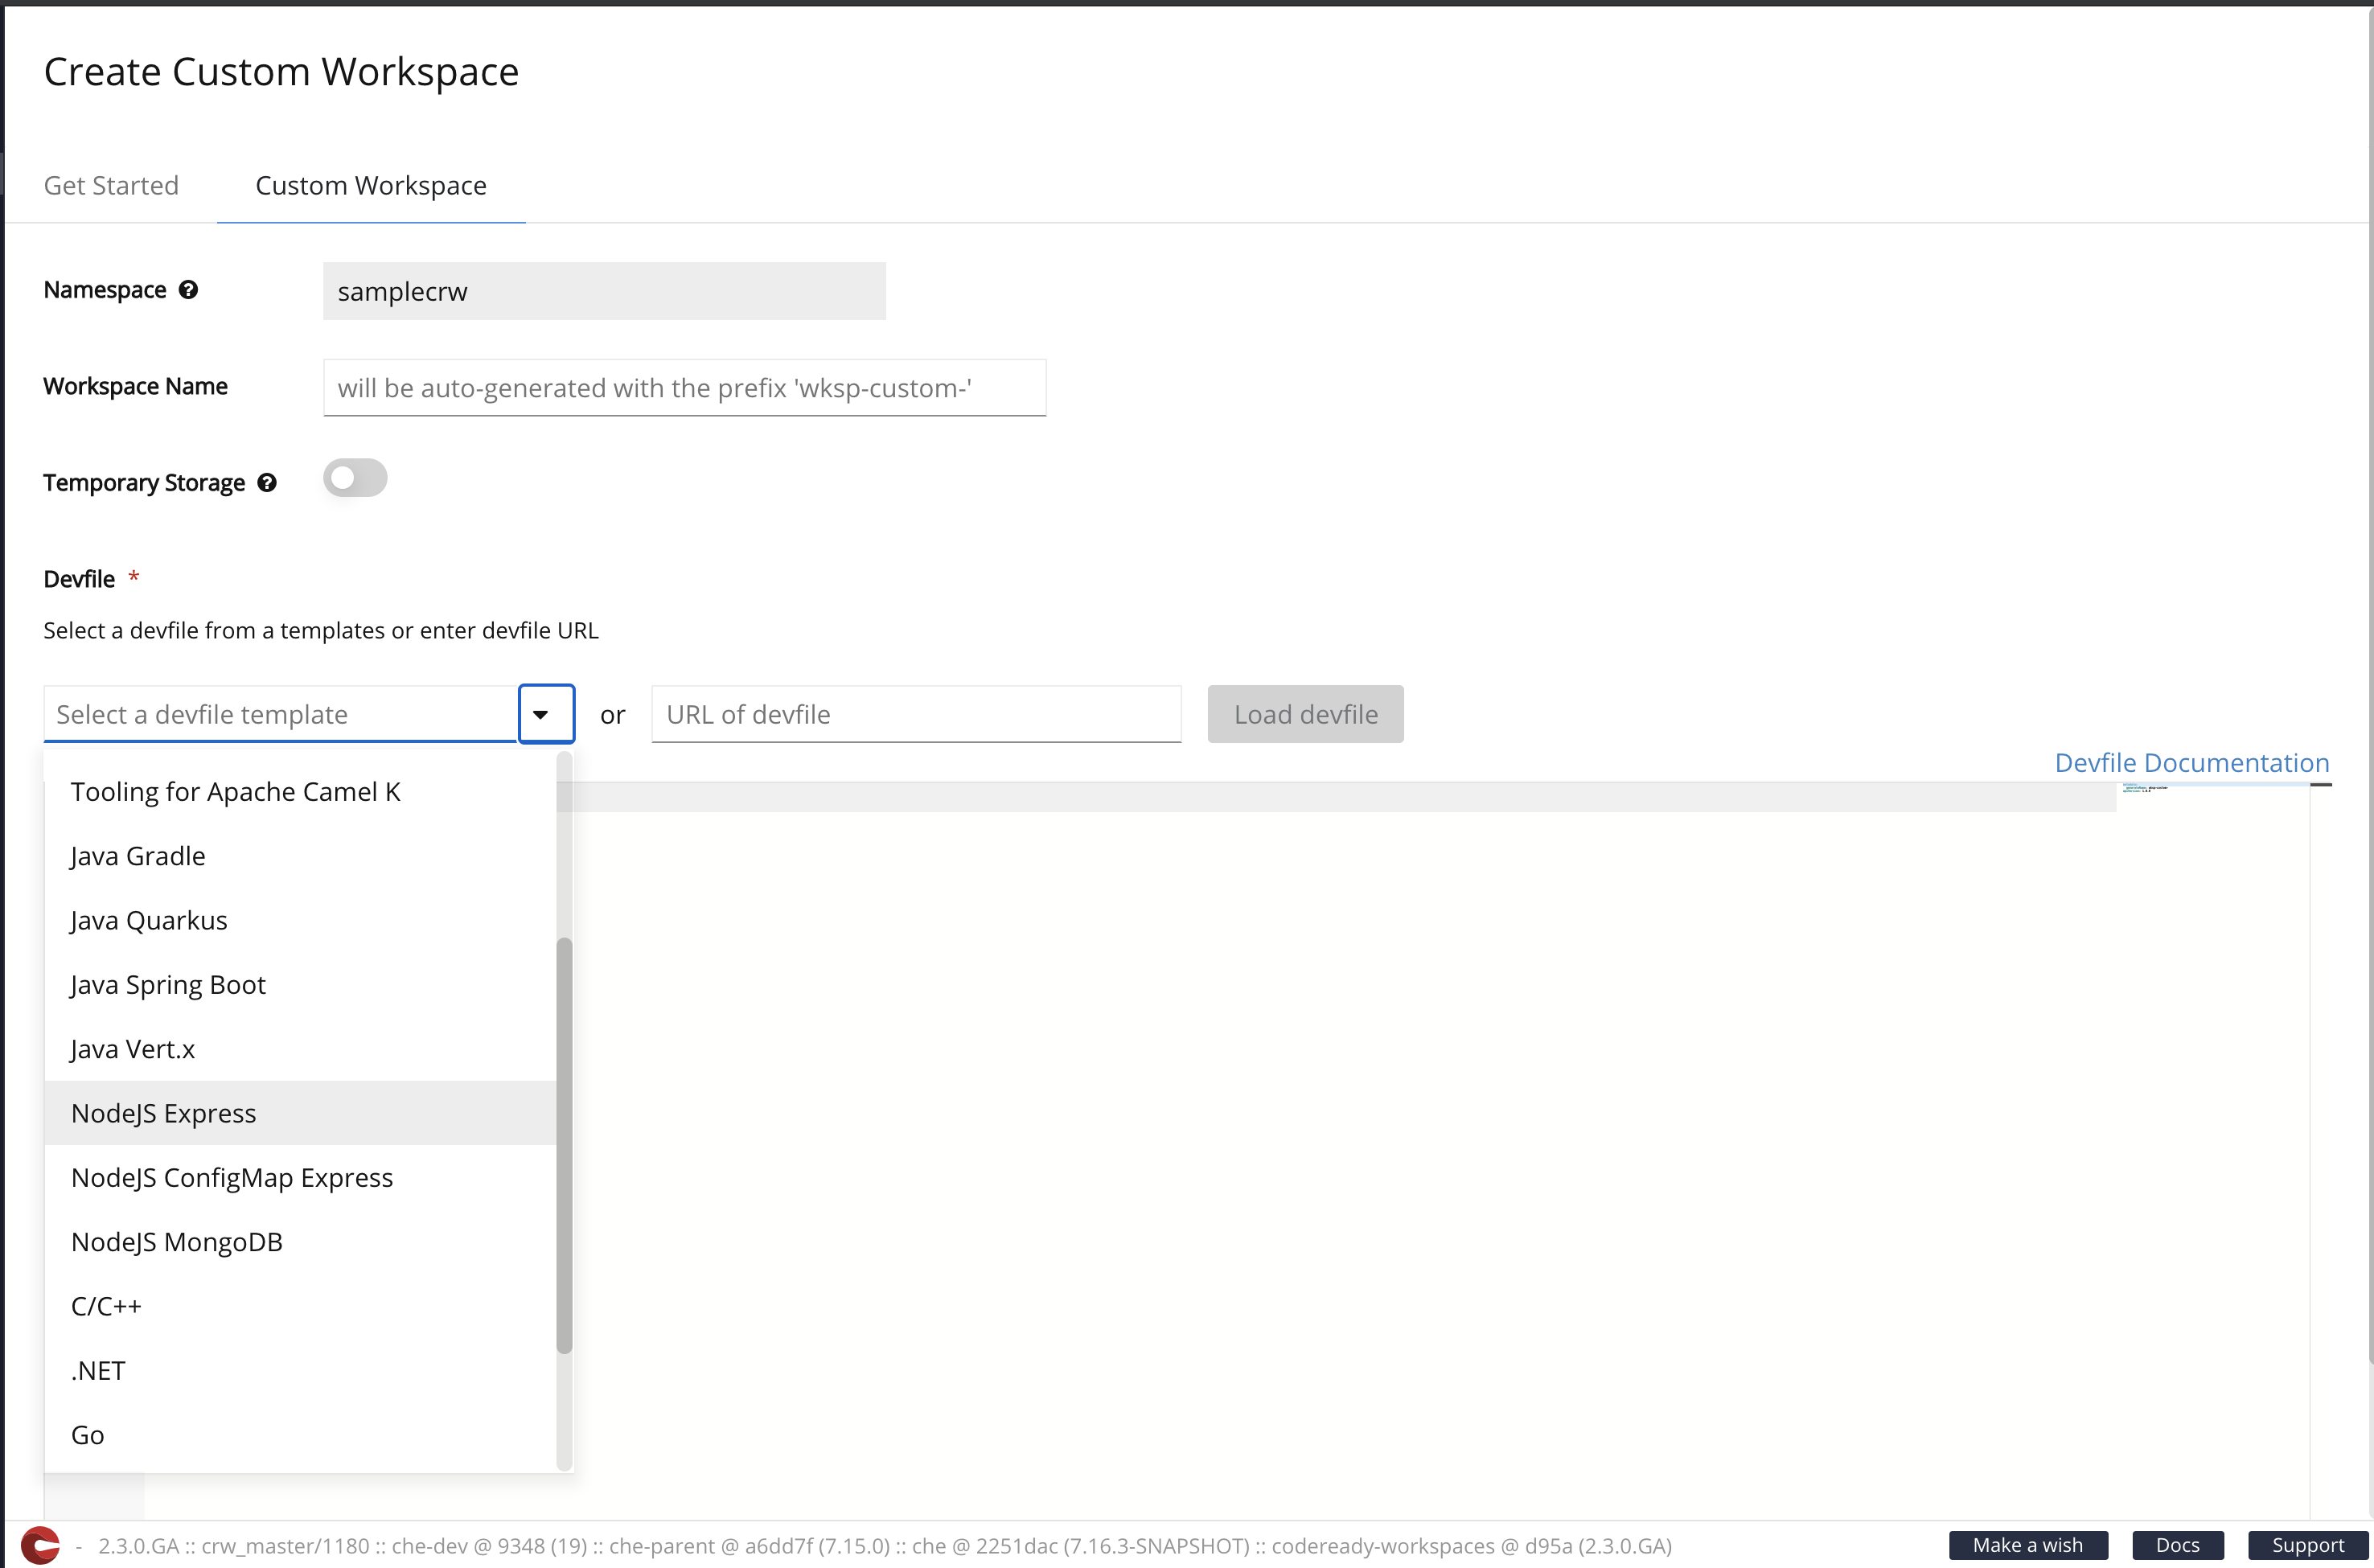 Create Custom Workspace
Get Started
Custom Workspace
Namespace ?
samplecrw
Workspace Name
will be auto-generated with the prefix 'wksp-custom-'
Temporary Storage ?
Devfile *
Select a devfile from a templates or enter devfile URL
Select a devfile template
or
URL of devfile
Load devfile
Devfile Documentation
Tooling for Apache Camel K
Java Gradle
Java Quarkus
Java Spring Boot
Java Vert.x
NodeJS Express
NodeJS ConfigMap Express
NodeJS MongoDB
C/C++
.NET
Go
- 2.3.0.GA :: crw_master/1180 :: che-dev @ 9348 (19) :: che-parent @ a6dd7f (7.15.0) :: che @ 2251dac (7.16.3-SNAPSHOT) :: codeready-workspaces @ d95a (2.3.0.GA)
Make a wish
Docs
Support